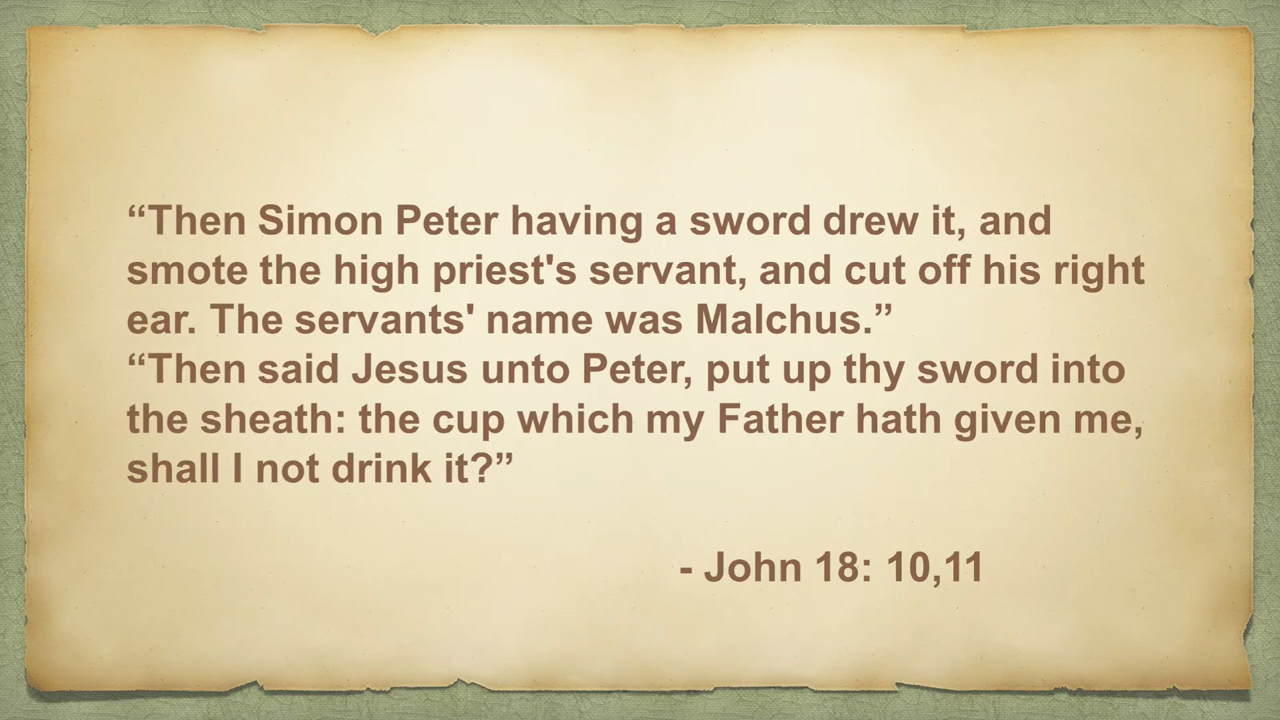 “Then Simon Peter having a sword drew it, and
smote the high priest's servant, and cut off his right
ear. The servants' name was Malchus.”
“Then said Jesus unto Peter, put up thy sword into
the sheath: the cup which my Father hath given me,
shall I not drink it?”
- John 18: 10,11